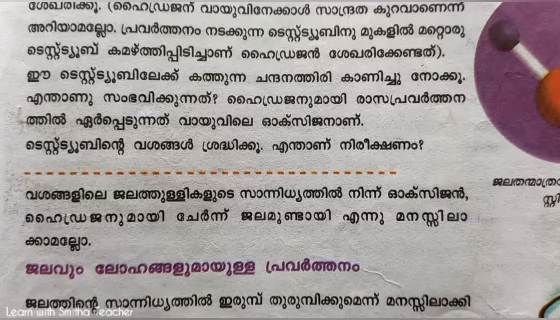 ശേഖരിക്കൂ. (ഹൈഡ്രജന് വായുവിനേക്കാൾ സാന്ദ്രത കുറവാണെന്ന്
അറിയാമല്ലോ. പ്രവർത്തനം നടക്കുന്ന ടെസ്റ്റ്ട്യൂബിനു മുകളിൽ മറ്റൊരു
ടെസ്റ്റ്ട്യൂബ് കമഴ്ത്തിപ്പിടിച്ചാണ് ഹൈഡ്രജൻ ശേഖരിക്കേണ്ടത്).
ഈ ടെസ്റ്റ്ട്യൂബിലേക്ക് കത്തുന്ന ചന്ദനത്തിരി കാണിച്ചു നോക്കൂ.
എന്താണു സംഭവിക്കുന്നത്? ഹൈഡ്രജനുമായി രാസപ്രവർത്തന
ത്തിൽ ഏർപ്പെടുന്നത് വായുവിലെ ഓക്സിജനാണ്.
ടെസ്റ്റ്ട്യൂബിന്റെ വശങ്ങൾ ശ്രദ്ധിക്കൂ. എന്താണ് നിരീക്ഷണം?
വശങ്ങളിലെ ജലത്തുള്ളികളുടെ സാന്നിധ്യത്തിൽ നിന്ന് ഓക്സിജൻ,
ഹൈഡ്രജനുമായി ചേർന്ന് ജലമുണ്ടായി എന്നു മനസ്സിലാ
ക്കാമല്ലോ.
ജലതന്മാത്ര
ജലവും ലോഹങ്ങളുമായുള്ള പ്രവർത്തനം
ജലത്തിന്റെ സാന്നിധ്യത്തിൽ ഇരുമ്പ് തുരുമ്പിക്കുമെന്ന് മനസ്സിലാക്കി
Learn with Smitha Teacher